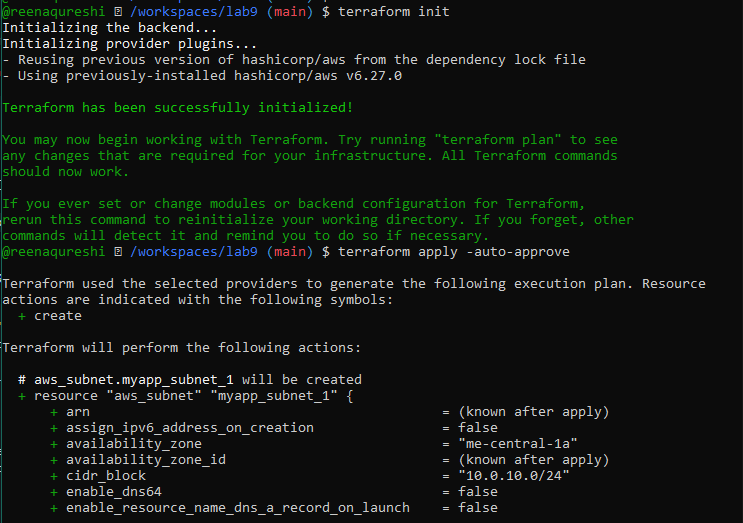 @reenaqureshi /workspaces/lab9 (main) $ terraform init
Initializing the backend...
Initializing provider plugins...
- Reusing previous version of hashicorp/aws from the dependency lock file
- Using previously-installed hashicorp/aws v6.27.0
Terraform has been successfully initialized!
You may now begin working with Terraform. Try running "terraform plan" to see
any changes that are required for your infrastructure. All Terraform commands
should now work.
If you ever set or change modules or backend configuration for Terraform,
rerun this command to reinitialize your working directory. If you forget, other
commands will detect it and remind you to do so if necessary.
@reenaqureshi /workspaces/lab9 (main) $ terraform apply -auto-approve
Terraform used the selected providers to generate the following execution plan. Resource
actions are indicated with the following symbols:
+ create
Terraform will perform the following actions:
# aws_subnet.myapp_subnet_1 will be created
+ resource "aws_subnet" "myapp_subnet_1" {
+ arn = (known after apply)
+ assign_ipv6_address_on_creation = false
+ availability_zone = "me-central-1a"
+ availability_zone_id = (known after apply)
+ cidr_block = "10.0.10.0/24"
+ enable_dns64 = false
+ enable_resource_name_dns_a_record_on_launch = false